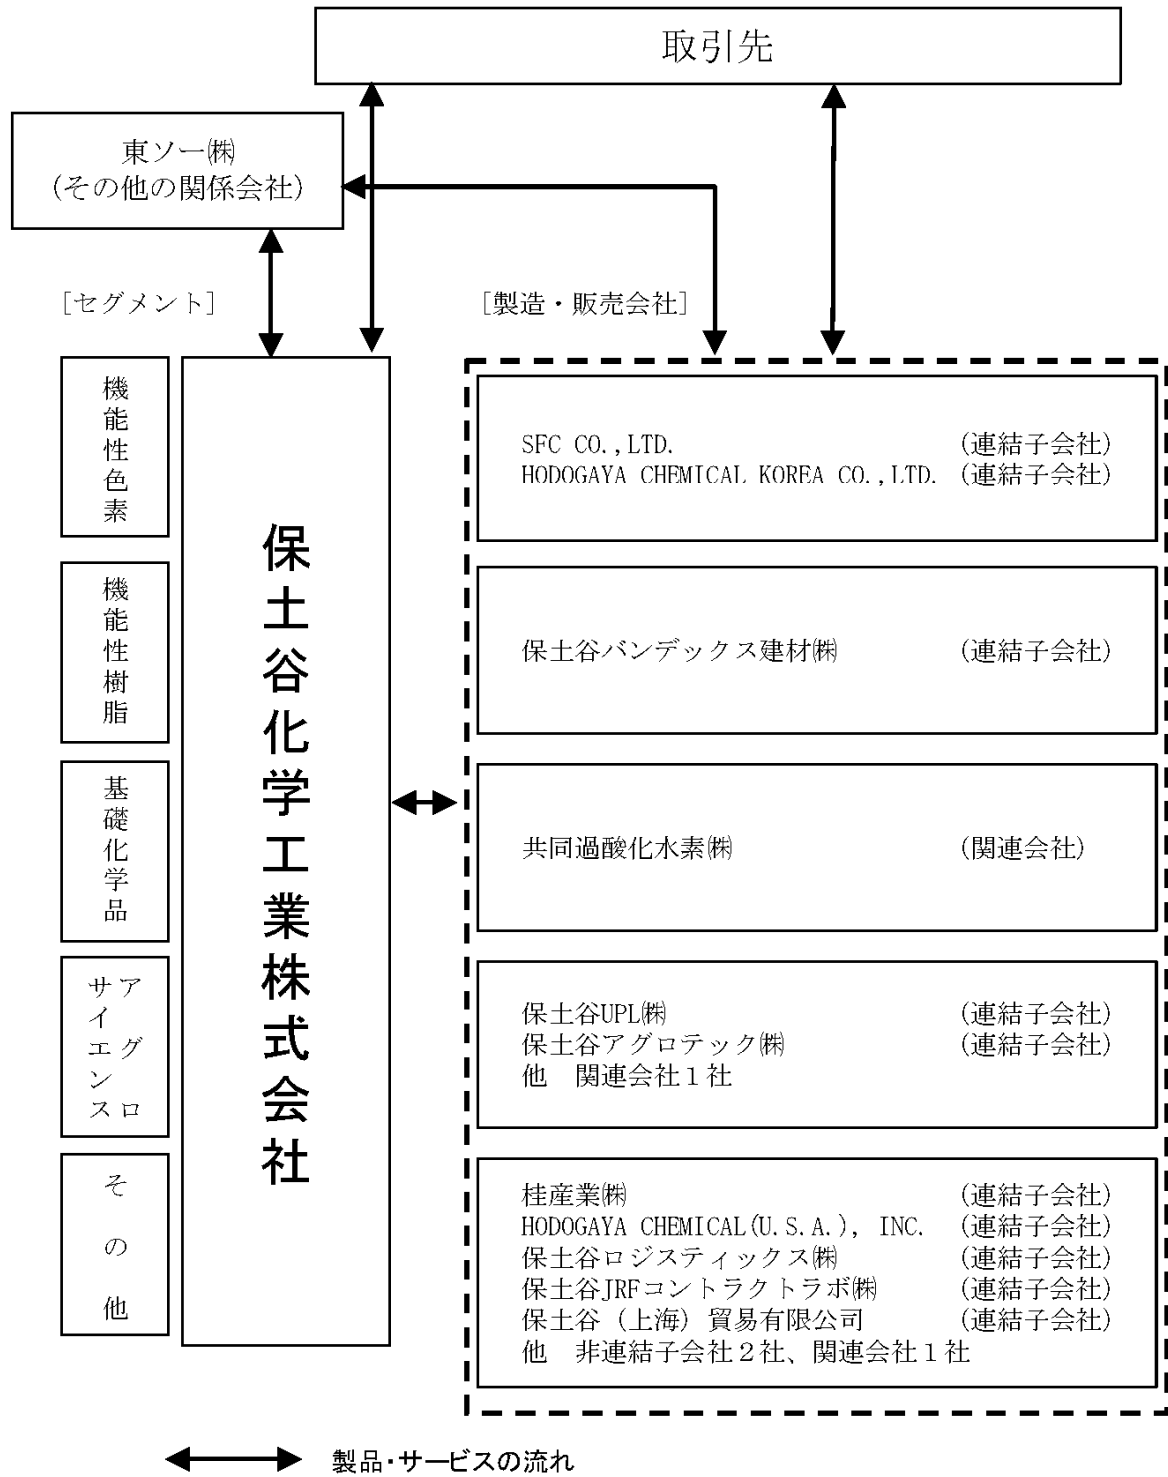 取引先
東ソー㈱
(その他の関係会社)
[セグメント]
[製造・販売会社]
機能性色素
機能性樹脂
基礎化学品
アグロ
サイエンス
その他
保土谷化学工業株式会社
SFC CO.,LTD. (連結子会社)
HODOGAYA CHEMICAL KOREA CO.,LTD. (連結子会社)
保土谷バンデックス建材㈱ (連結子会社)
共同過酸化水素㈱ (関連会社)
保土谷UPL㈱ (連結子会社)
保土谷アグロテック㈱ (連結子会社)
他　関連会社１社
桂産業㈱ (連結子会社)
HODOGAYA CHEMICAL(U.S.A.), INC. (連結子会社)
保土谷ロジスティックス㈱ (連結子会社)
保土谷JRFコントラクトラボ㈱ (連結子会社)
保土谷（上海）貿易有限公司 (連結子会社)
他　非連結子会社２社、関連会社１社
製品・サービスの流れ